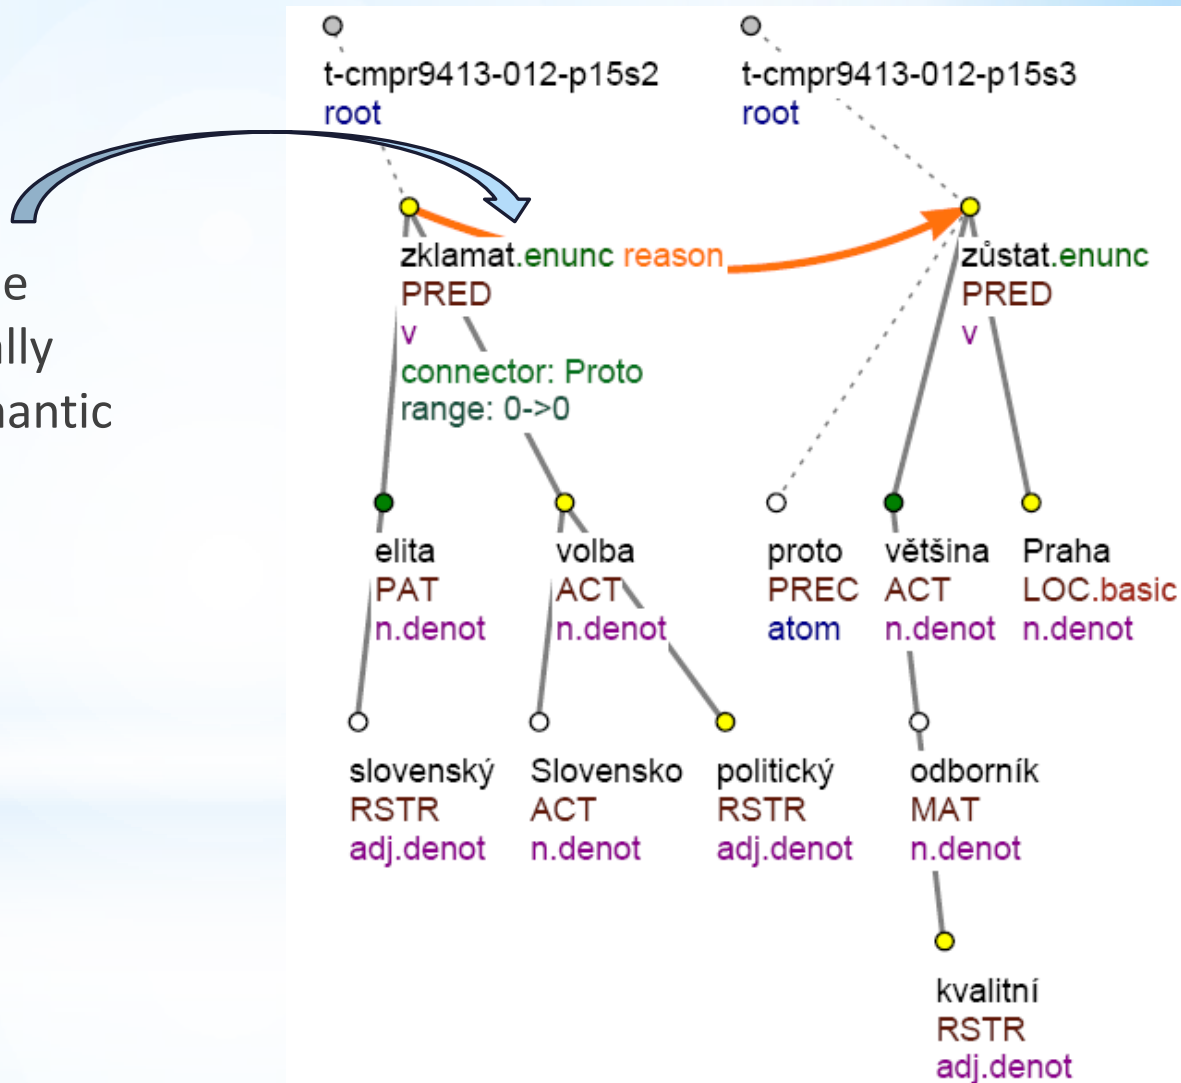 t-cmpr9413-012-p15s2
root
t-cmpr9413-012-p15s3
root
zklamat.enunc reason
PRED
v
connector: Proto
range: 0->0
zůstat.enunc
PRED
v
elita
PAT
n.denot
volba
ACT
n.denot
proto
PREC
atom
většina
ACT
n.denot
Praha
LOC.basic
n.denot
slovenský
RSTR
adj.denot
Slovensko
ACT
n.denot
politický
RSTR
adj.denot
odborník
MAT
n.denot
kvalitní
RSTR
adj.denot